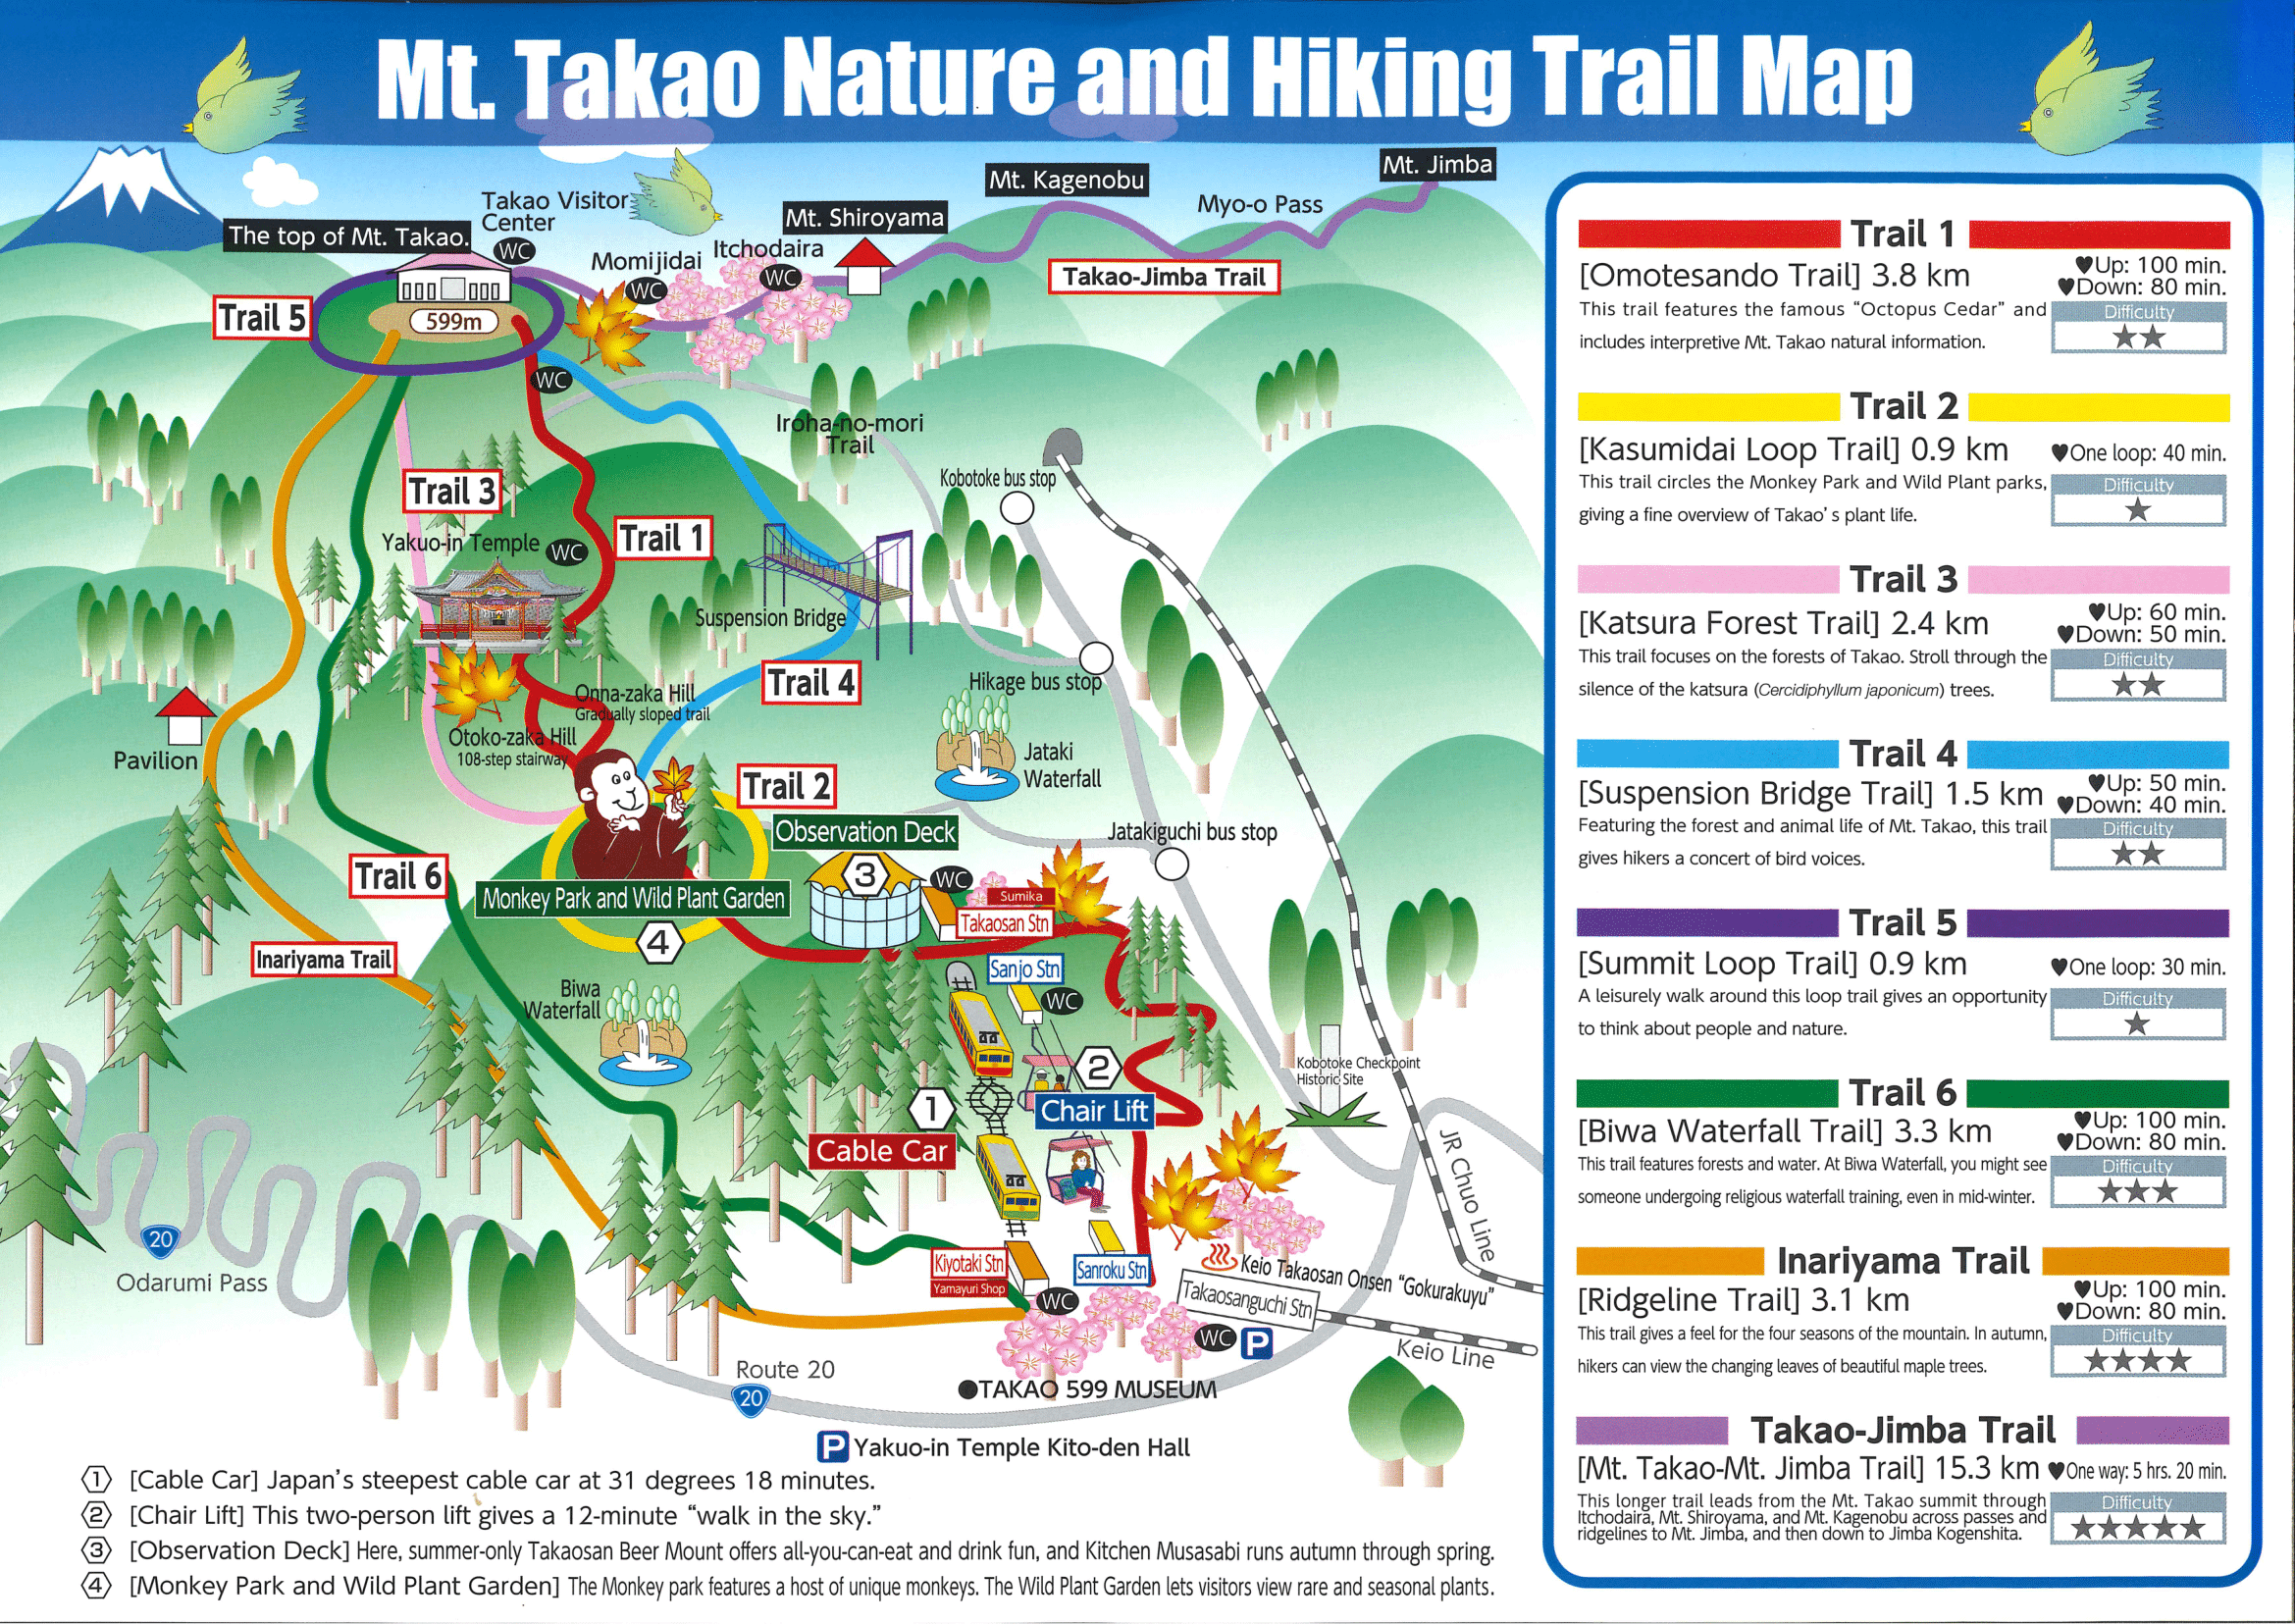 Mt. Takao Nature and Hiking Trail Map
Mt. Jimba
Mt. Kagenobu
Myo-o Pass
Takao Visitor
Center
WC
Mt. Shiroyama
The top of Mt. Takao.
Momijidai
WC
Itchodaira
WC
Takao-Jimba Trail
Trail 5
599m
WC
Iroha-no-mori
Trail
Kobotoke bus stop
Trail 3
Trail 1
Yakuo-in Temple
WC
Suspension Bridge
Trail 4
Hikage bus stop
Onna-zaka Hill
Gradually sloped trail
Otoko-zaka Hill
108-step stairway
Pavilion
Jataki
Waterfall
Trail 2
Observation Deck
Jatakiguchi bus stop
3
WC
Trail 6
Monkey Park and Wild Plant Garden
4
Sumika
Takaosan Stn
Inariyama Trail
Sanjo Stn
WC
Biwa
Waterfall
2
Chair Lift
1
Cable Car
Kobotoke Checkpoint
Historic Site
JR Chuo Line
20
Odarumi Pass
Kiyotaki Stn
Yamayuri Shop
WC
Sanroku Stn
Keio Takaosan Onsen “Gokurakuyu”
Takaosanguchi Stn
WC
P
Keio Line
Route 20
20
TAKAO 599 MUSEUM
P Yakuo-in Temple Kito-den Hall
1 [Cable Car] Japan’s steepest cable car at 31 degrees 18 minutes.
2 [Chair Lift] This two-person lift gives a 12-minute “walk in the sky.”
3 [Observation Deck] Here, summer-only Takaosan Beer Mount offers all-you-can-eat and drink fun, and Kitchen Musasabi runs autumn through spring.
4 [Monkey Park and Wild Plant Garden] The Monkey park features a host of unique monkeys. The Wild Plant Garden lets visitors view rare and seasonal plants.
Trail 1
[Omotesando Trail] 3.8 km
♥Up: 100 min.
♥Down: 80 min.
This trail features the famous “Octopus Cedar” and
includes interpretive Mt. Takao natural information.
Difficulty
★★
Trail 2
[Kasumidai Loop Trail] 0.9 km
♥One loop: 40 min.
This trail circles the Monkey Park and Wild Plant parks,
giving a fine overview of Takao’s plant life.
Difficulty
★
Trail 3
[Katsura Forest Trail] 2.4 km
♥Up: 60 min.
♥Down: 50 min.
This trail focuses on the forests of Takao. Stroll through the
silence of the katsura (Cercidiphyllum japonicum) trees.
Difficulty
★★
Trail 4
[Suspension Bridge Trail] 1.5 km
♥Up: 50 min.
♥Down: 40 min.
Featuring the forest and animal life of Mt. Takao, this trail
gives hikers a concert of bird voices.
Difficulty
★★
Trail 5
[Summit Loop Trail] 0.9 km
♥One loop: 30 min.
A leisurely walk around this loop trail gives an opportunity
to think about people and nature.
Difficulty
★
Trail 6
[Biwa Waterfall Trail] 3.3 km
♥Up: 100 min.
♥Down: 80 min.
This trail features forests and water. At Biwa Waterfall, you might see
someone undergoing religious waterfall training, even in mid-winter.
Difficulty
★★★
Inariyama Trail
[Ridgeline Trail] 3.1 km
♥Up: 100 min.
♥Down: 80 min.
This trail gives a feel for the four seasons of the mountain. In autumn,
hikers can view the changing leaves of beautiful maple trees.
Difficulty
★★★★
Takao-Jimba Trail
[Mt. Takao-Mt. Jimba Trail] 15.3 km
♥One way: 5 hrs. 20 min.
This longer trail leads from the Mt. Takao summit through
Itchodaira, Mt. Shiroyama, and Mt. Kagenobu across passes and
ridgelines to Mt. Jimba, and then down to Jimba Kogenshita.
Difficulty
★★★★★